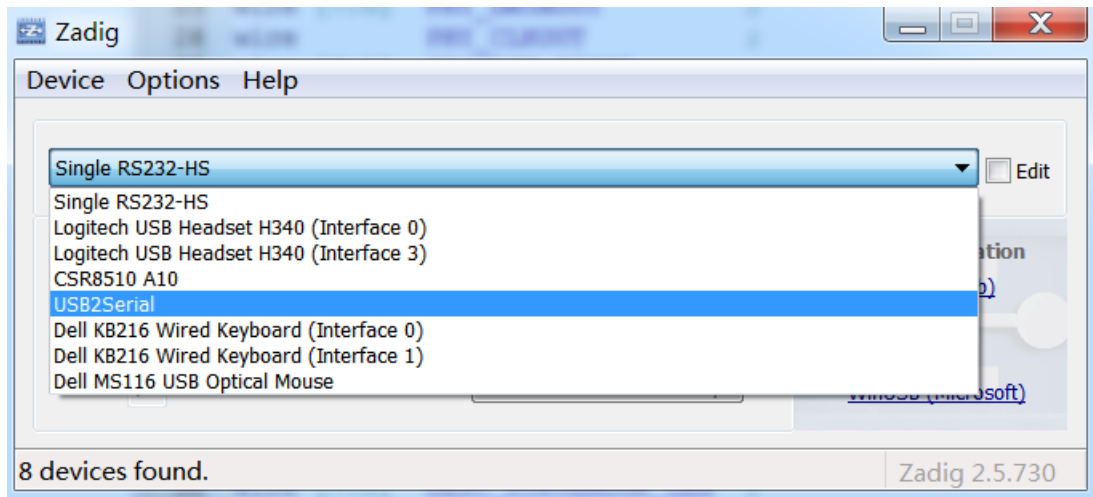 Zadig
Device Options Help
Single RS232-HS
Edit
Single RS232-HS
Logitech USB Headset H340 (Interface 0)
Logitech USB Headset H340 (Interface 3)
CSR8510 A10
USB2Serial
Dell KB216 Wired Keyboard (Interface 0)
Dell KB216 Wired Keyboard (Interface 1)
Dell MS116 USB Optical Mouse
WinUSB (Microsoft)
8 devices found.
Zadig 2.5.730